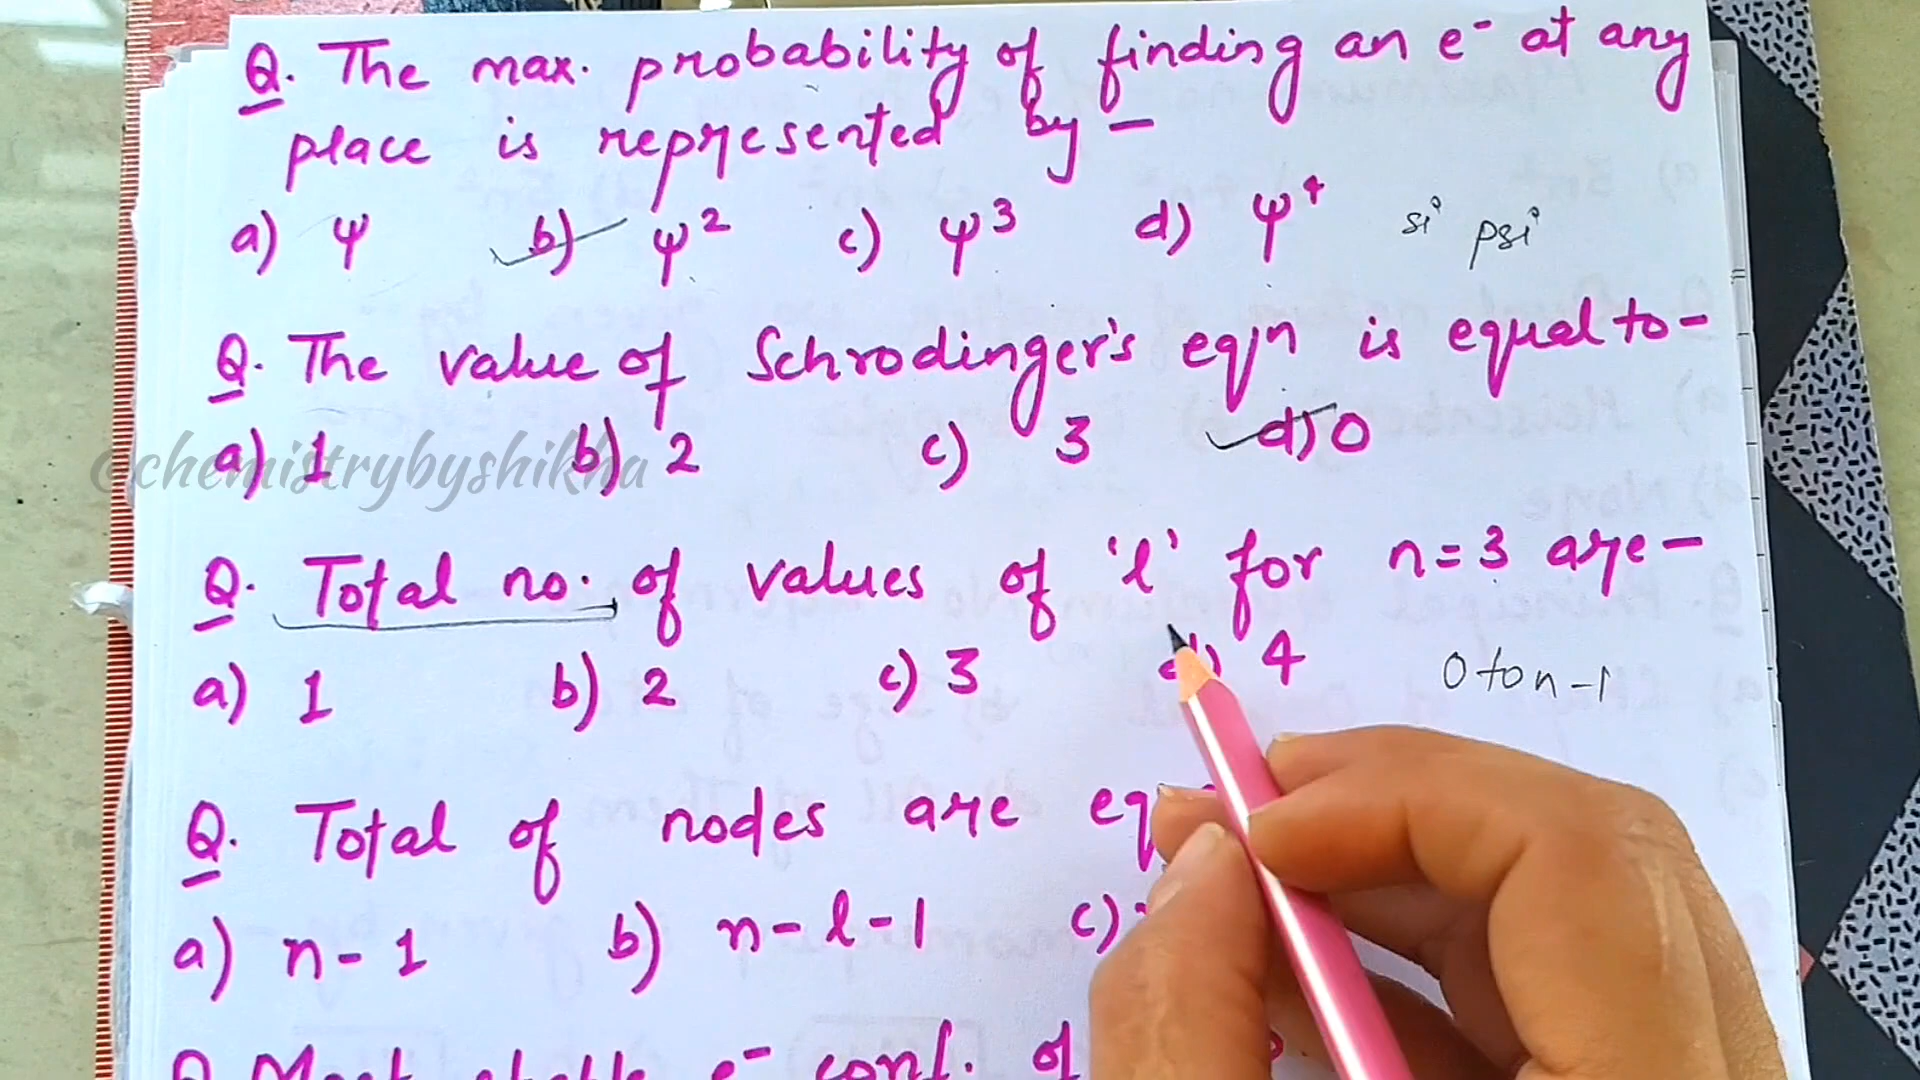 Q. The max. probability of finding an e⁻ at any
place is represented by –
a) ψ b) ψ² c) ψ³ d) ψ⁴ si psi
Q. The value of Schrodinger's eqn is equal to –
a) 1 b) 2 c) 3 d) 0
@chemistrybyshikha
Q. Total no. of values of 'l' for n = 3 are –
a) 1 b) 2 c) 3 d) 4 0 to n-1
Q. Total of nodes are
a) n - 1 b) n - l - 1 c)
Q e⁻ conf. of